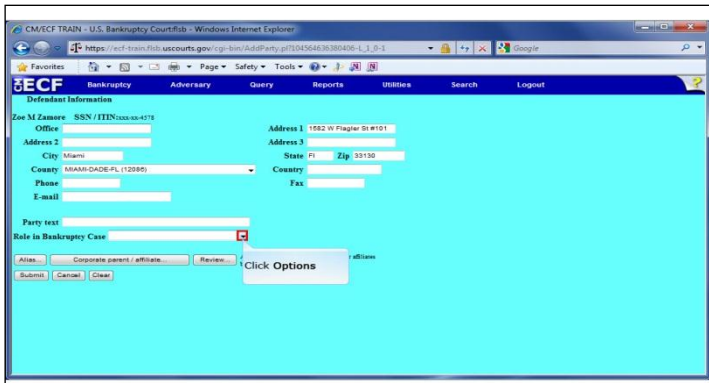 CM/ECF TRAIN - U.S. Bankruptcy Court:flsb - Windows Internet Explorer
https://ecf-train.flsb.uscourts.gov/cgi-bin/AddParty.pl?104564636380406-L_1_0-1
Google
Favorites Page Safety Tools
ECF Bankruptcy Adversary Query Reports Utilities Search Logout ?
Defendant Information
Zoe M Zamore SSN / ITIN: xxx-xx-4578
Office Address 1 1582 W Flagler St #101
Address 2 Address 3
City Miami State Fl Zip 33130
County MIAMI-DADE-FL (12086) Country
Phone Fax
E-mail
Party text
Role in Bankruptcy Case
Alias... Corporate parent / affiliate... Review... affiliates
Click Options
Submit Cancel Clear